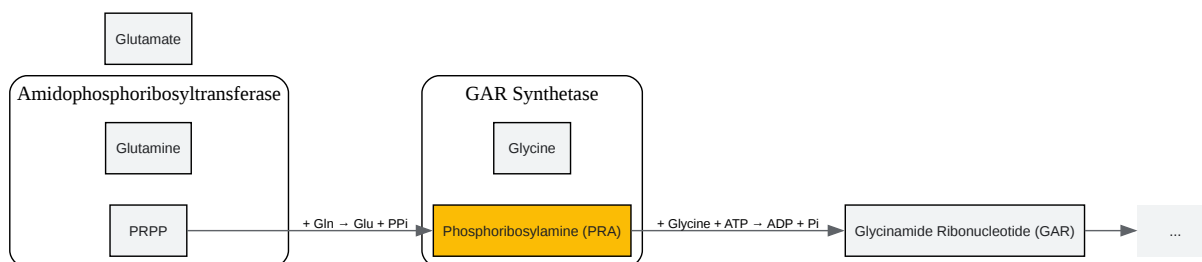 Glutamate
Amidophosphoribosyltransferase
GAR Synthetase
Glutamine
Glycine
PRPP
+ Gln → Glu + PPi
Phosphoribosylamine (PRA)
+ Glycine + ATP → ADP + Pi
Glycinamide Ribonucleotide (GAR)
...